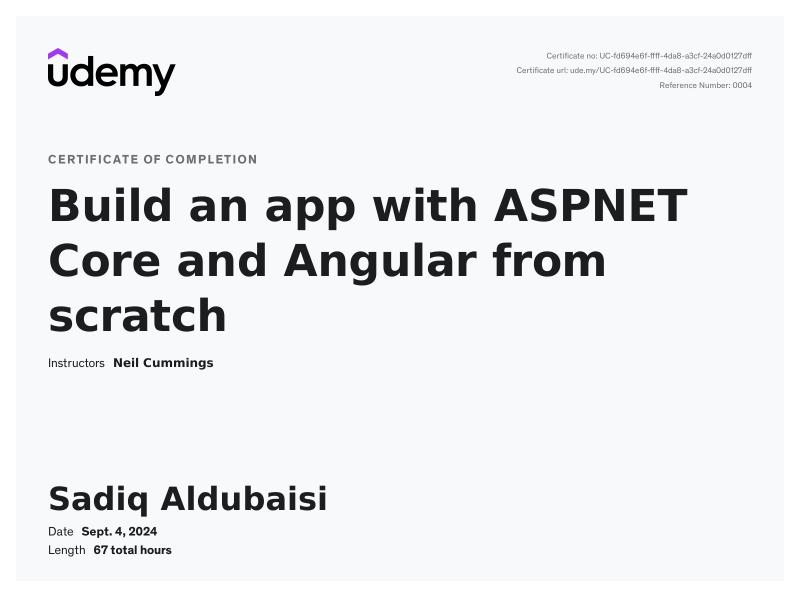 udemy
Certificate no: UC-fd694e6f-ffff-4da8-a3cf-24a0d0127dff
Certificate url: ude.my/UC-fd694e6f-ffff-4da8-a3cf-24a0d0127dff
Reference Number: 0004
CERTIFICATE OF COMPLETION
Build an app with ASPNET
Core and Angular from
scratch
Instructors Neil Cummings
Sadiq Aldubaisi
Date Sept. 4, 2024
Length 67 total hours